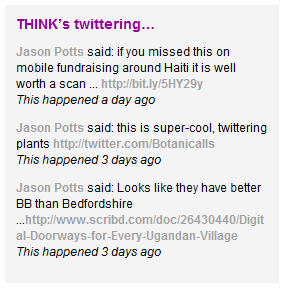 THINK's twittering...
Jason Potts said: if you missed this on
mobile fundraising around Haiti it is well
worth a scan ... http://bit.ly/5HY29y
This happened a day ago
Jason Potts said: this is super-cool, twittering
plants http://twitter.com/Botanicalls
This happened 3 days ago
Jason Potts said: Looks like they have better
BB than Bedfordshire
...http://www.scribd.com/doc/26430440/Digit
al-Doorways-for-Every-Ugandan-Village
This happened 3 days ago